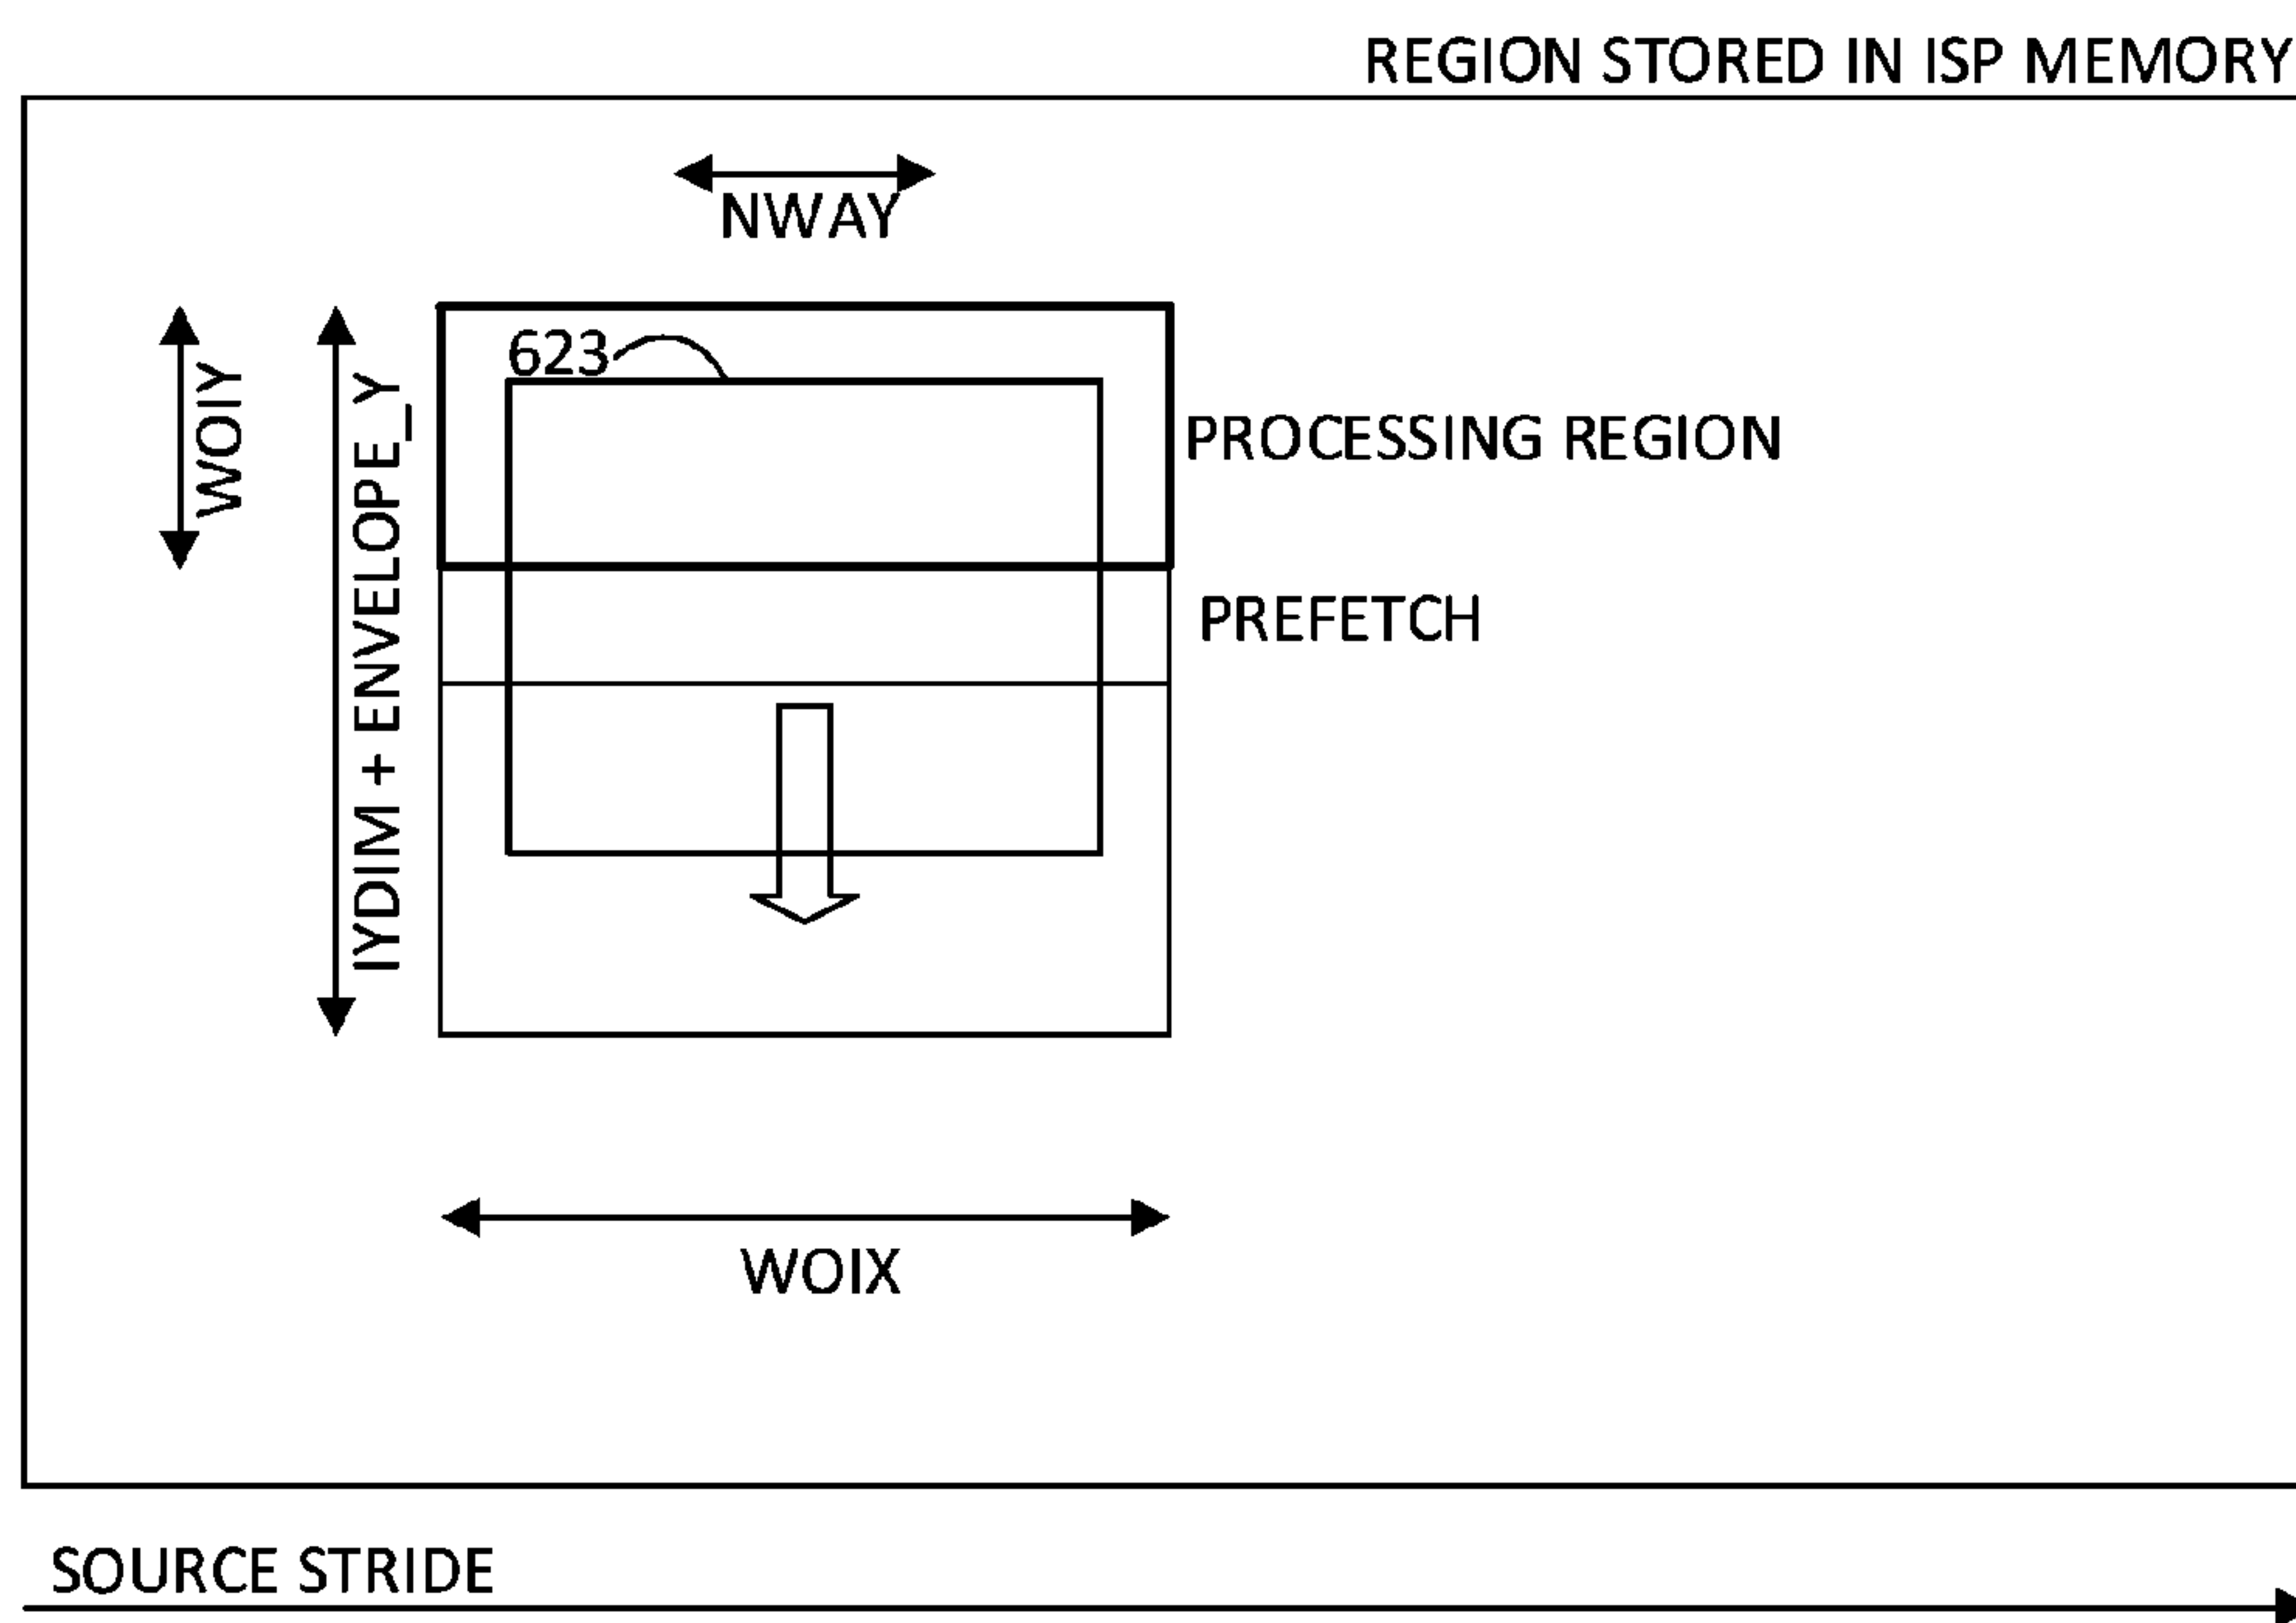 REGION STORED IN ISP MEMORY
NWAY
WOIY
IYDIM + ENVELOPE_Y
623
PROCESSING REGION
PREFETCH
WOIX
SOURCE STRIDE